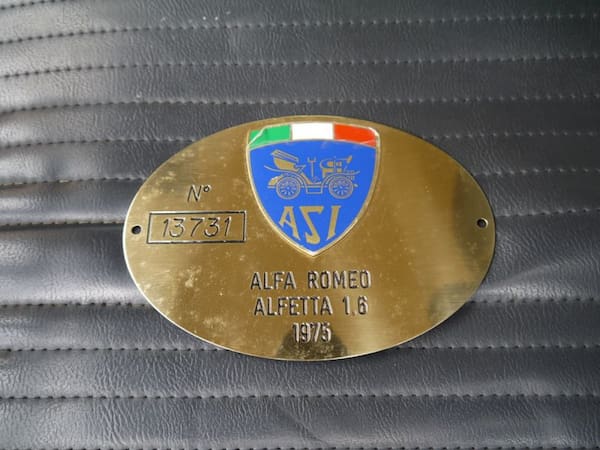 N°
13731
ASI
ALFA ROMEO
ALFETTA 1.6
1975